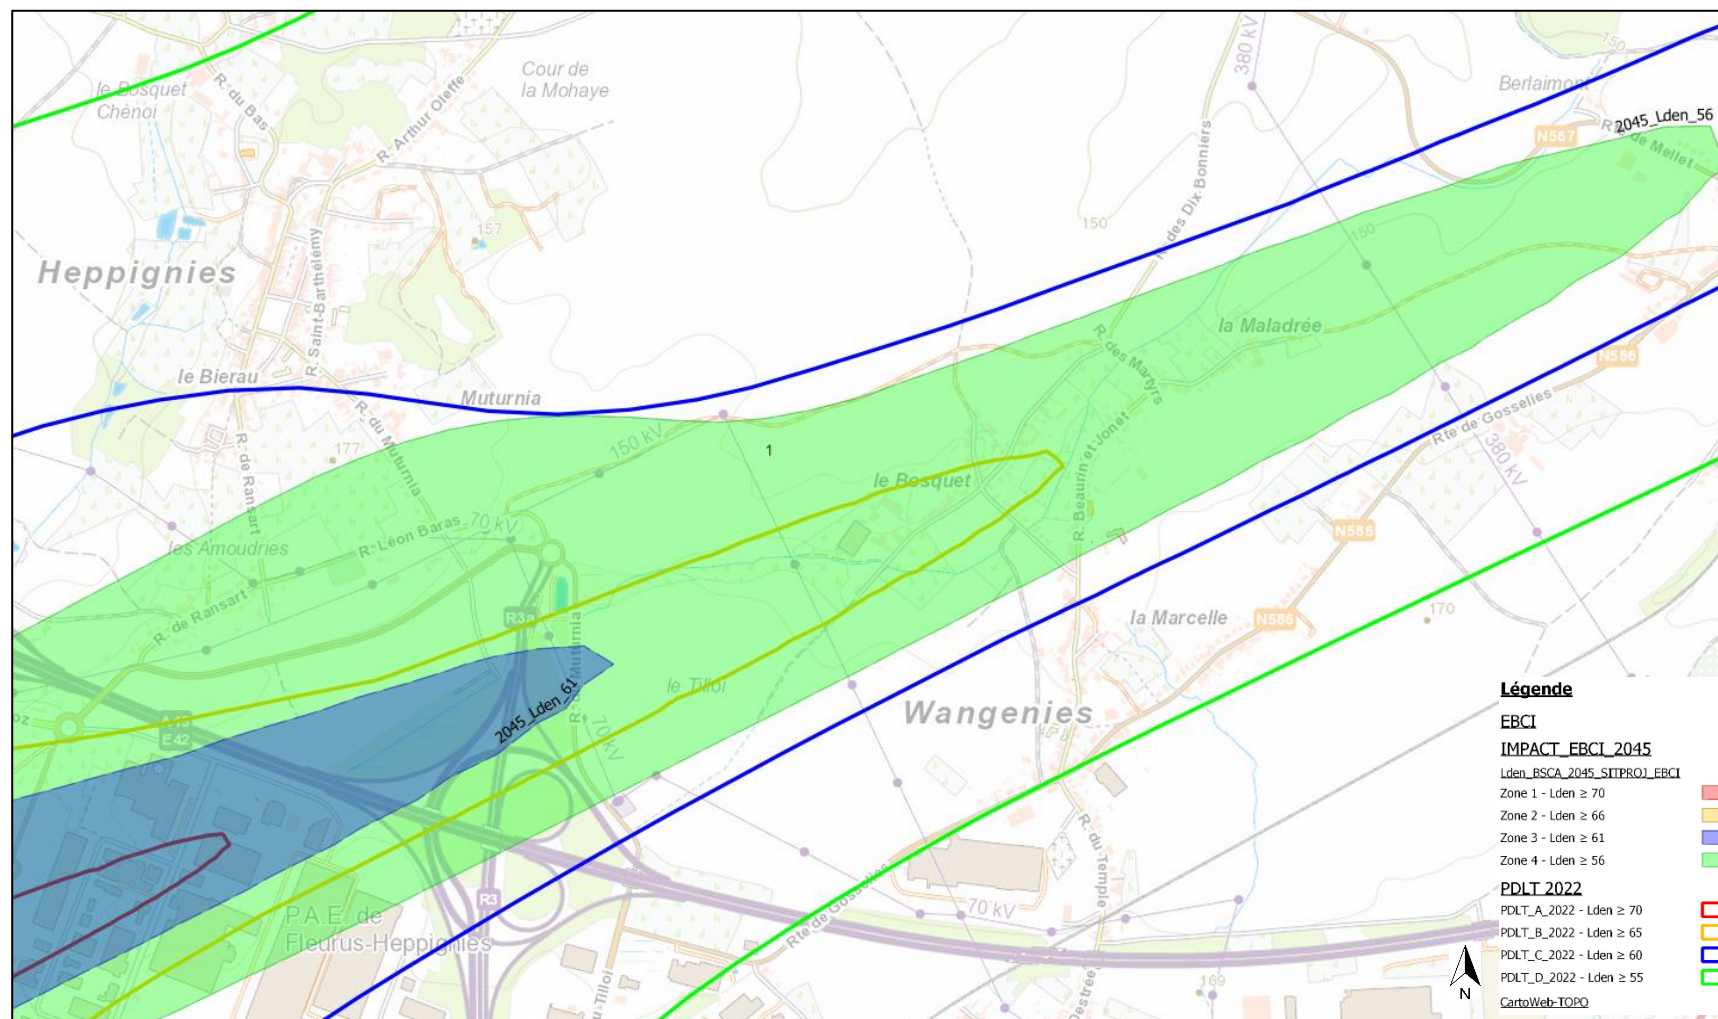 Cour de
la Mohaye
le Bosquet
Chènoi
R. du Bas
R. Arthur Oleffe
380 kV
150
Berlaimont
2045_Lden_56
N567
R. des Dix Bonniers
150
157
150
Heppignies
R. Saint-Barthélemy
la Maladrée
R. des Martyrs
N586
le Bierau
Muturnia
R. du Muturnia
150 kV
1
R. Beaurin et Jonet
Rte de Gosselies
380 kV
177
R. de Ransart
le Bosquet
70 kV
R. Léon Baras
les Amoudries
N586
R. de Ransart
R3a
la Marcelle
N586
170
le Tilloi
2045_Lden_61
70 kV
Wangenies
E42
R. du Temple
Rte de Gosselies
70 kV
R3
P.A.E. de
Fleurus-Heppignies
169
Légende
EBCI
IMPACT_EBCI_2045
Lden_BSCA_2045_SITPROJ_EBCI
Zone 1 - Lden ≥ 70
Zone 2 - Lden ≥ 66
Zone 3 - Lden ≥ 61
Zone 4 - Lden ≥ 56
PDLT 2022
PDLT_A_2022 - Lden ≥ 70
PDLT_B_2022 - Lden ≥ 65
PDLT_C_2022 - Lden ≥ 60
PDLT_D_2022 - Lden ≥ 55
CartoWeb-TOPO
N